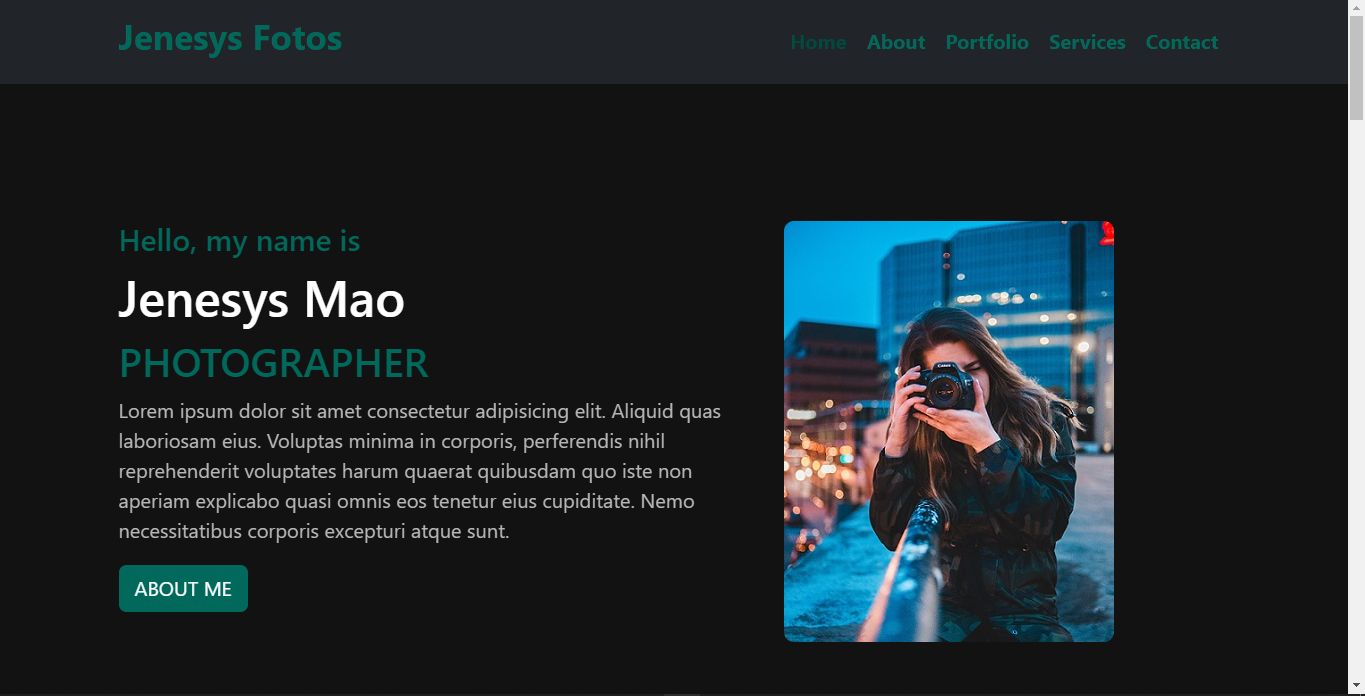 Jenesys Fotos
Home About Portfolio Services Contact
Hello, my name is
Jenesys Mao
PHOTOGRAPHER
Lorem ipsum dolor sit amet consectetur adipisicing elit. Aliquid quas
laboriosam eius. Voluptas minima in corporis, perferendis nihil
reprehenderit voluptates harum quaerat quibusdam quo iste non
aperiam explicabo quasi omnis eos tenetur eius cupiditate. Nemo
necessitatibus corporis excepturi atque sunt.
ABOUT ME
Canon